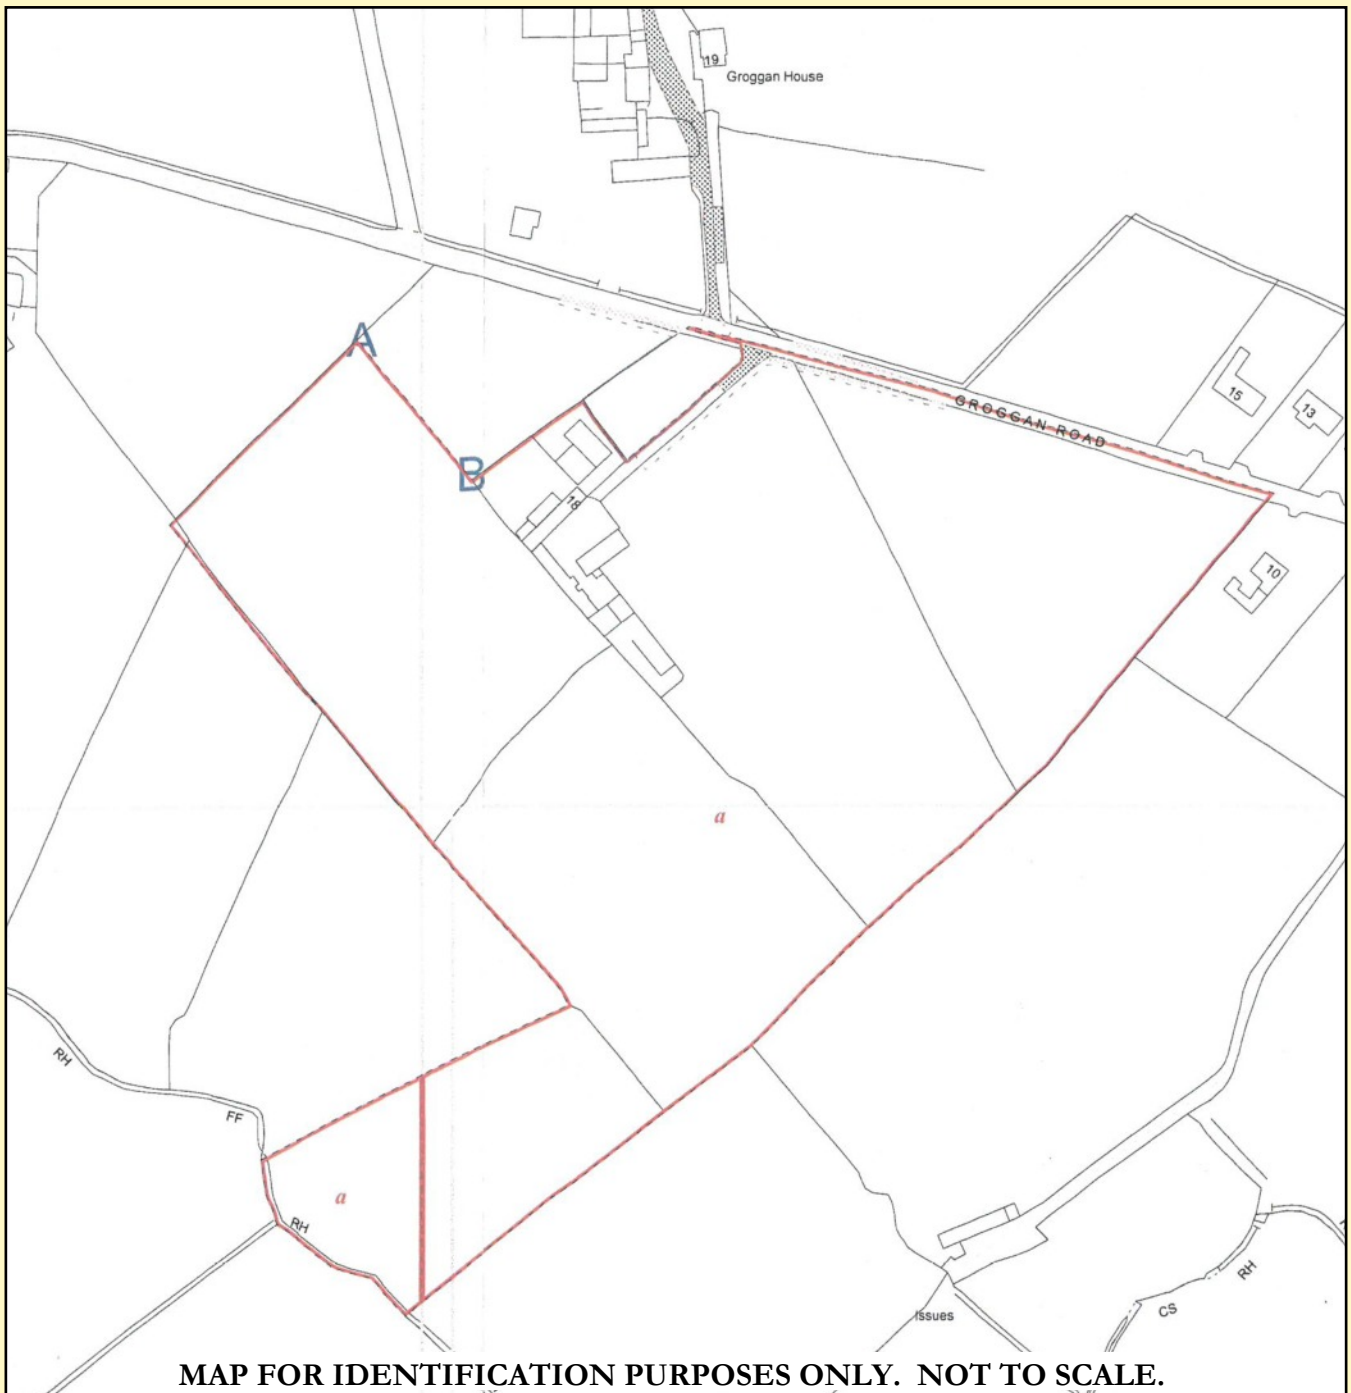 19
Groggan House
A
GROGGAN ROAD
15
13
B
18
10
a
RH
FF
a
RH
RH
CS
Issues
MAP FOR IDENTIFICATION PURPOSES ONLY. NOT TO SCALE.